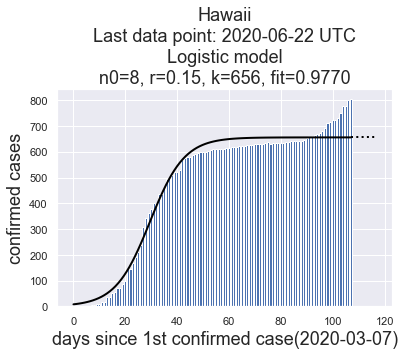 Hawaii
Last data point: 2020-06-22 UTC
Logistic model
n0=8, r=0.15, k=656, fit=0.9770
confirmed cases
800
700
600
500
400
300
200
100
0
0 20 40 60 80 100 120
days since 1st confirmed case(2020-03-07)